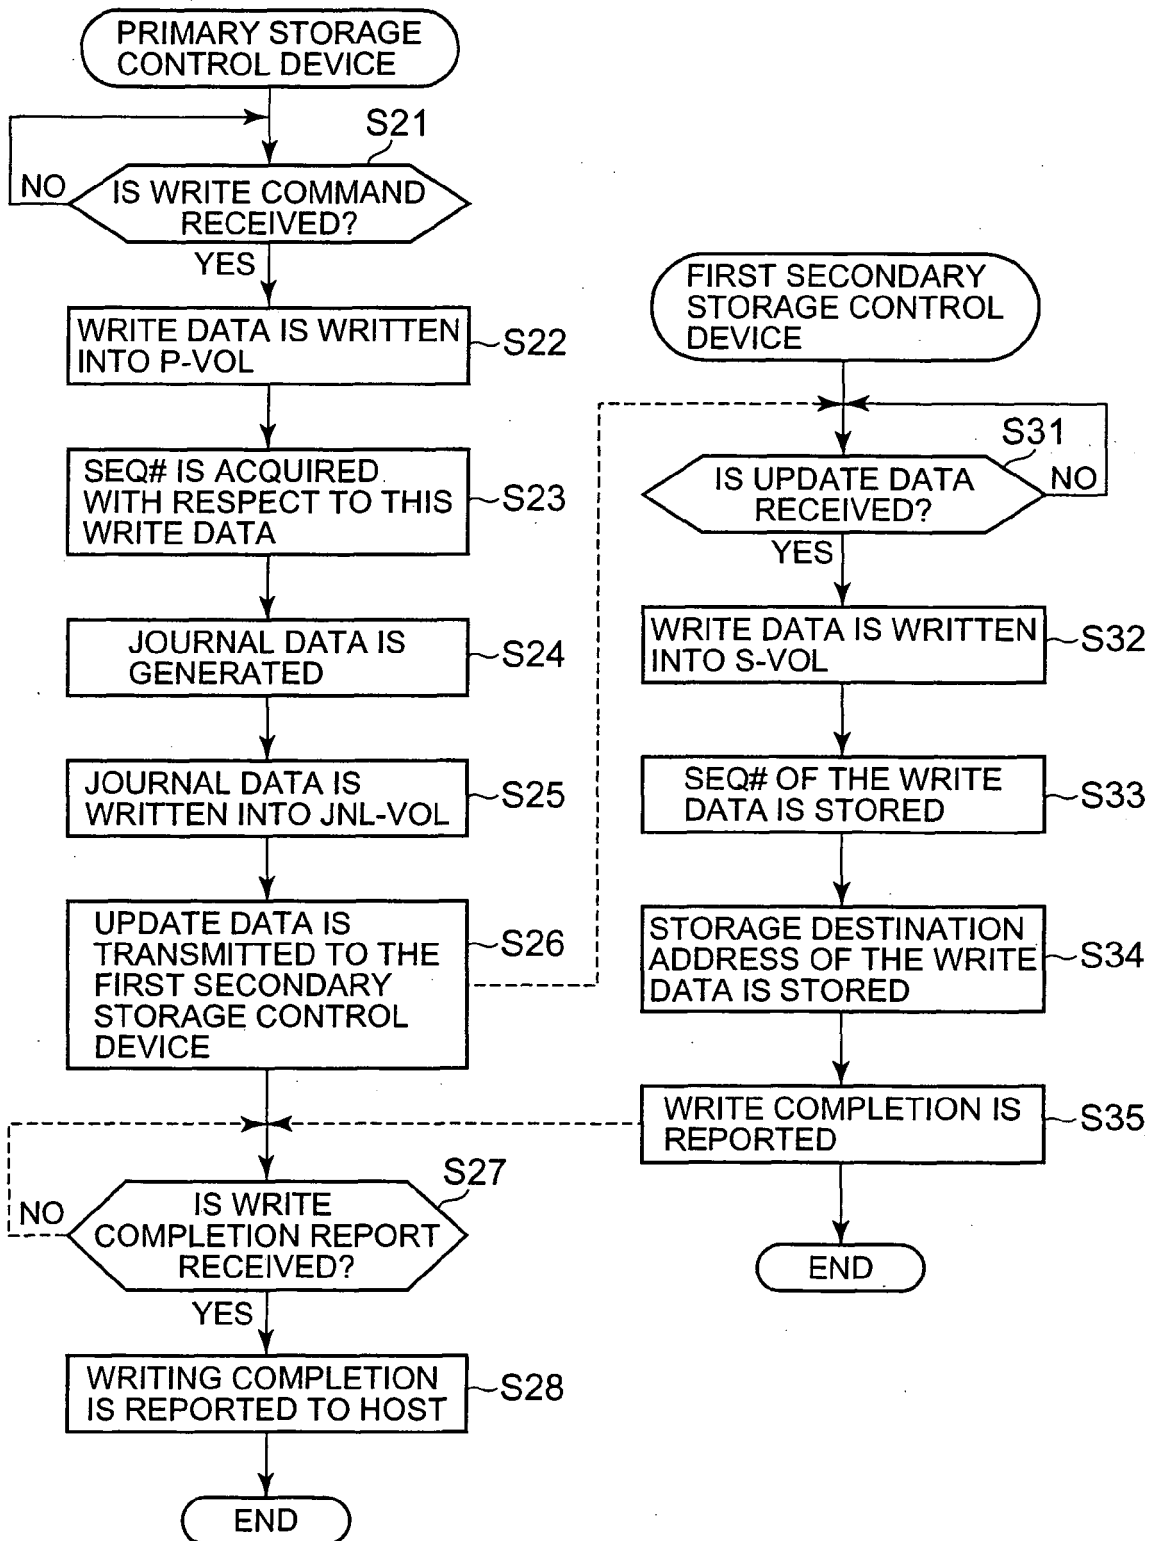 PRIMARY STORAGE
CONTROL DEVICE
S21
NO
IS WRITE COMMAND
RECEIVED?
YES
WRITE DATA IS WRITTEN
INTO P-VOL
S22
SEQ# IS ACQUIRED
WITH RESPECT TO THIS
WRITE DATA
S23
JOURNAL DATA IS
GENERATED
S24
JOURNAL DATA IS
WRITTEN INTO JNL-VOL
S25
UPDATE DATA IS
TRANSMITTED TO THE
FIRST SECONDARY
STORAGE CONTROL
DEVICE
S26
S27
NO
IS WRITE
COMPLETION REPORT
RECEIVED?
YES
WRITING COMPLETION
IS REPORTED TO HOST
S28
END
FIRST SECONDARY
STORAGE CONTROL
DEVICE
S31
IS UPDATE DATA
RECEIVED?
NO
YES
WRITE DATA IS WRITTEN
INTO S-VOL
S32
SEQ# OF THE WRITE
DATA IS STORED
S33
STORAGE DESTINATION
ADDRESS OF THE WRITE
DATA IS STORED
S34
WRITE COMPLETION IS
REPORTED
S35
END